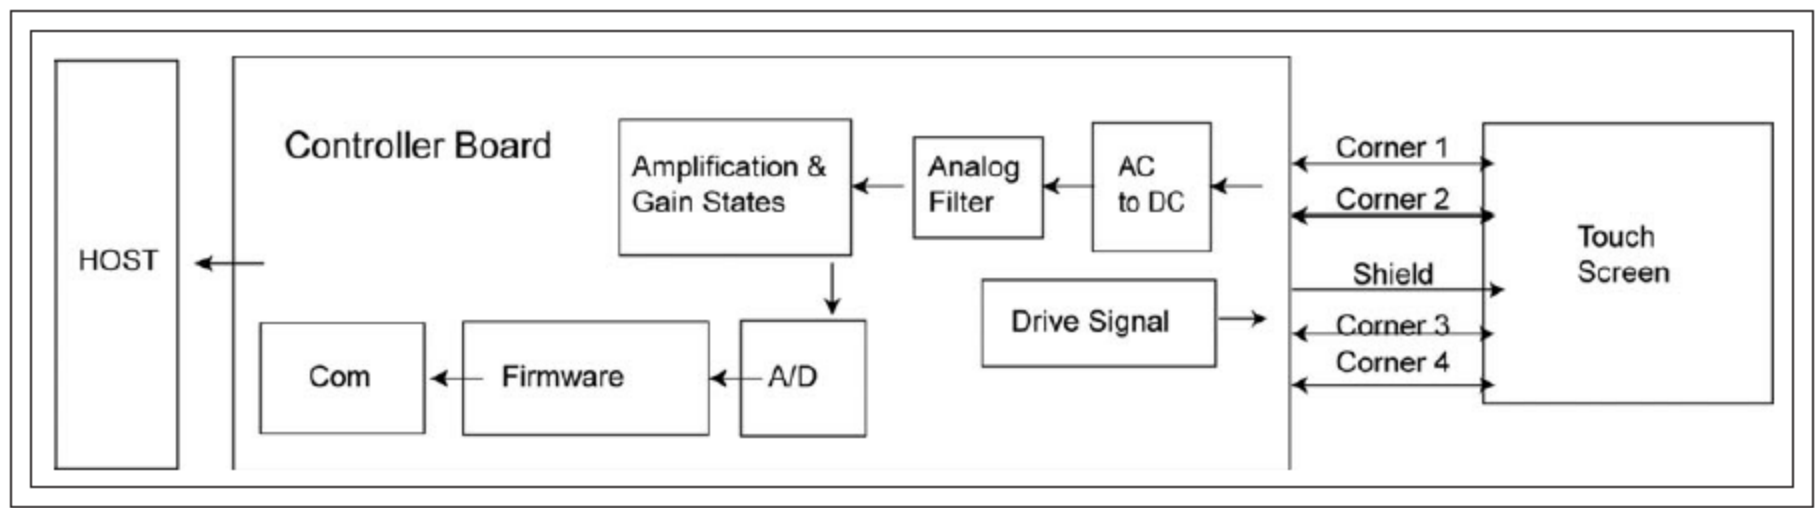 HOST
Controller Board
Amplification &
Gain States
Analog
Filter
AC
to DC
Drive Signal
Com
Firmware
A/D
Corner 1
Corner 2
Shield
Corner 3
Corner 4
Touch
Screen